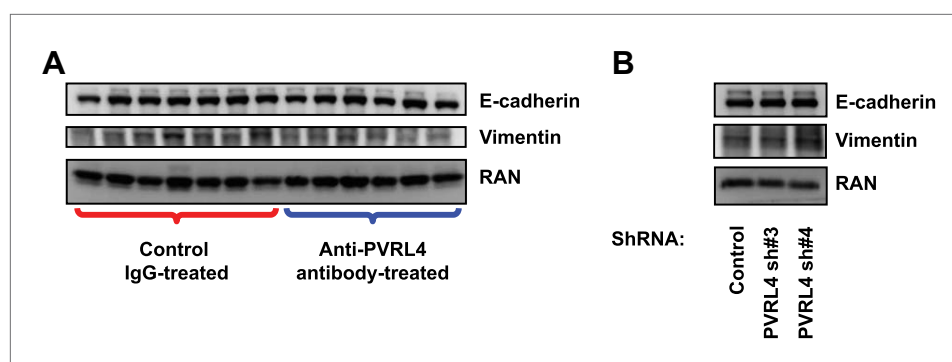 A
E-cadherin
Vimentin
RAN
Control
IgG-treated
Anti-PVRL4
antibody-treated
B
E-cadherin
Vimentin
RAN
ShRNA:
Control
PVRL4 sh#3
PVRL4 sh#4